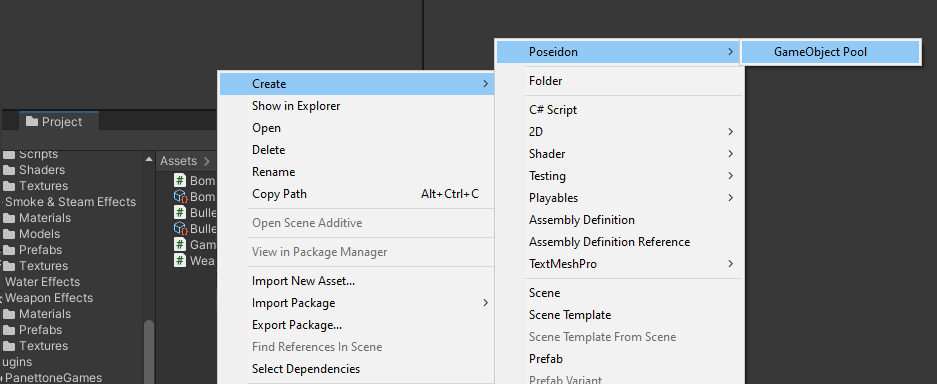 Project
Scripts
Shaders
Textures
Smoke & Steam Effects
Materials
Models
Prefabs
Textures
Water Effects
Weapon Effects
Materials
Prefabs
Textures
ugins
PanettoneGames
Assets >
Bom
Bom
Bulle
Bulle
Gam
Wea
Create
Show in Explorer
Open
Delete
Rename
Copy Path Alt+Ctrl+C
Open Scene Additive
View in Package Manager
Import New Asset...
Import Package
Export Package...
Find References In Scene
Select Dependencies
Poseidon
Folder
C# Script
2D
Shader
Testing
Playables
Assembly Definition
Assembly Definition Reference
TextMeshPro
Scene
Scene Template
Scene Template From Scene
Prefab
Prefab Variant
GameObject Pool